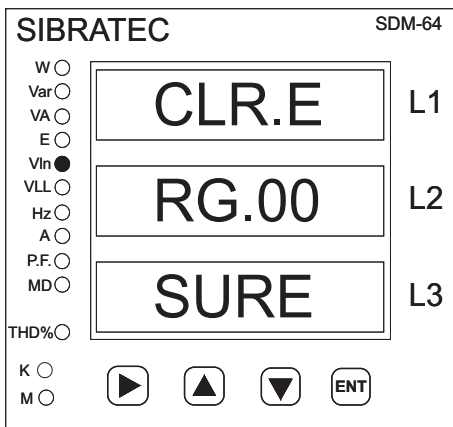 SIBRATEC SDM-64
W
Var
VA
E
Vln
VLL
Hz
A
P.F.
MD
THD%
K
M
CLR.E L1
RG.00 L2
SURE L3
ENT